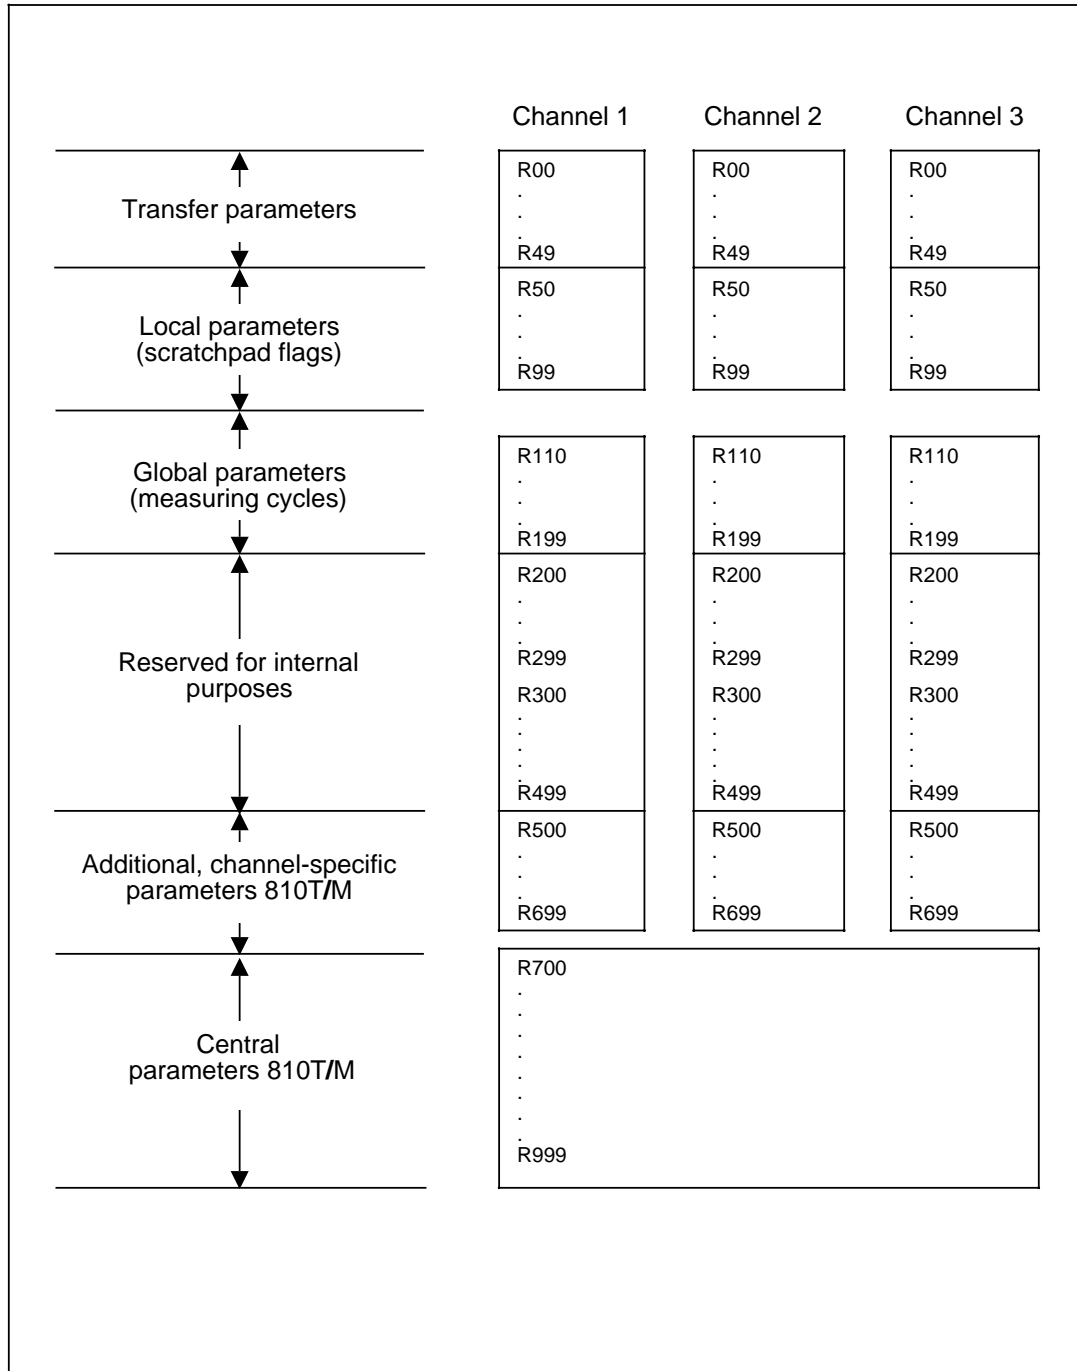 Channel 1 Channel 2 Channel 3
R00 R00 R00
. . .
Transfer parameters . . .
. . .
R49 R49 R49
R50 R50 R50
. . .
Local parameters . . .
(scratchpad flags) . . .
R99 R99 R99
R110 R110 R110
Global parameters . . .
(measuring cycles) . . .
. . .
R199 R199 R199
R200 R200 R200
. . .
. . .
. . .
Reserved for internal R299 R299 R299
purposes R300 R300 R300
. . .
. . .
. . .
. . .
. . .
R499 R499 R499
R500 R500 R500
Additional, channel-specific . . .
parameters 810T/M . . .
. . .
R699 R699 R699
R700
.
.
.
Central .
parameters 810T/M .
.
.
.
R999